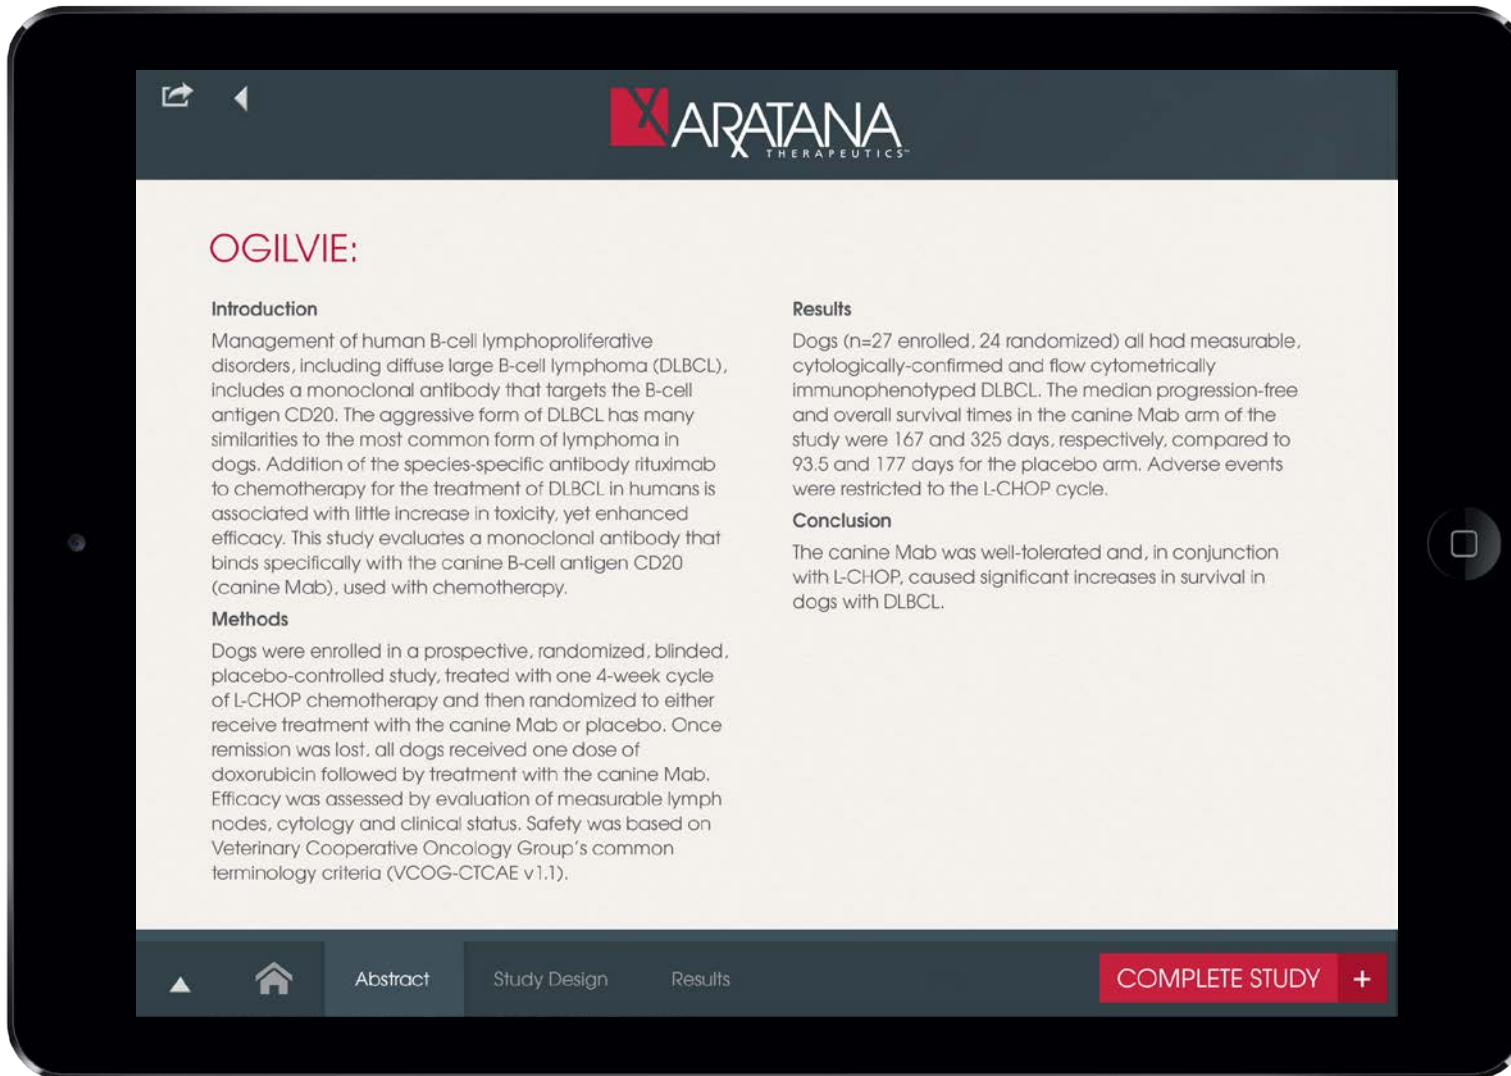 ARATANA
THERAPEUTICS™
OGILVIE:
Introduction
Management of human B-cell lymphoproliferative
disorders, including diffuse large B-cell lymphoma (DLBCL),
includes a monoclonal antibody that targets the B-cell
antigen CD20. The aggressive form of DLBCL has many
similarities to the most common form of lymphoma in
dogs. Addition of the species-specific antibody rituximab
to chemotherapy for the treatment of DLBCL in humans is
associated with little increase in toxicity, yet enhanced
efficacy. This study evaluates a monoclonal antibody that
binds specifically with the canine B-cell antigen CD20
(canine Mab), used with chemotherapy.
Methods
Dogs were enrolled in a prospective, randomized, blinded,
placebo-controlled study, treated with one 4-week cycle
of L-CHOP chemotherapy and then randomized to either
receive treatment with the canine Mab or placebo. Once
remission was lost, all dogs received one dose of
doxorubicin followed by treatment with the canine Mab.
Efficacy was assessed by evaluation of measurable lymph
nodes, cytology and clinical status. Safety was based on
Veterinary Cooperative Oncology Group's common
terminology criteria (VCOG-CTCAE v1.1).
Results
Dogs (n=27 enrolled, 24 randomized) all had measurable,
cytologically-confirmed and flow cytometrically
immunophenotyped DLBCL. The median progression-free
and overall survival times in the canine Mab arm of the
study were 167 and 325 days, respectively, compared to
93.5 and 177 days for the placebo arm. Adverse events
were restricted to the L-CHOP cycle.
Conclusion
The canine Mab was well-tolerated and, in conjunction
with L-CHOP, caused significant increases in survival in
dogs with DLBCL.
Abstract
Study Design
Results
COMPLETE STUDY +